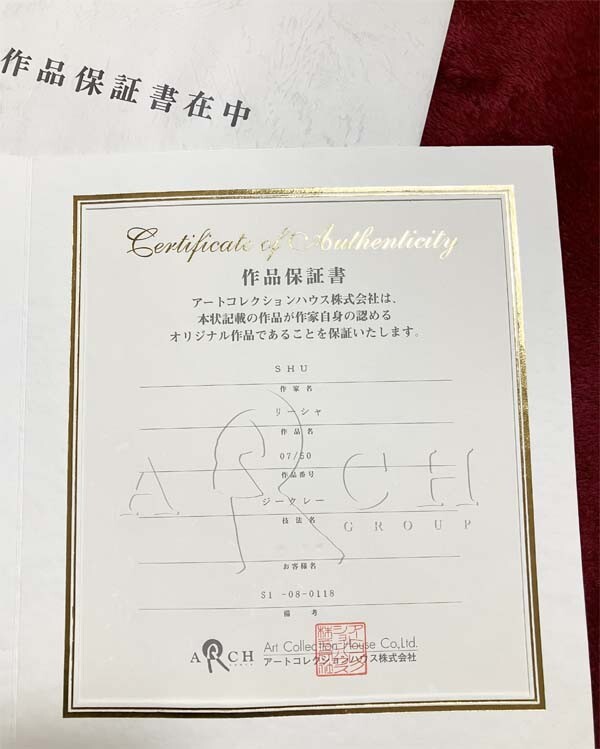 作品保証書在中
Certificate of Authenticity
作品保証書
アートコレクションハウス株式会社は、
本状記載の作品が作家自身の認める
オリジナル作品であることを保証いたします。
SHU
作家名
リーシャ
作品名
07/50
作品番号
ジークレー
技法名
ARCH
GROUP
お客様名
S1 -08-0118
備 考
ARCH
Art Collection House Co.,Ltd.
アートコレクションハウス株式会社